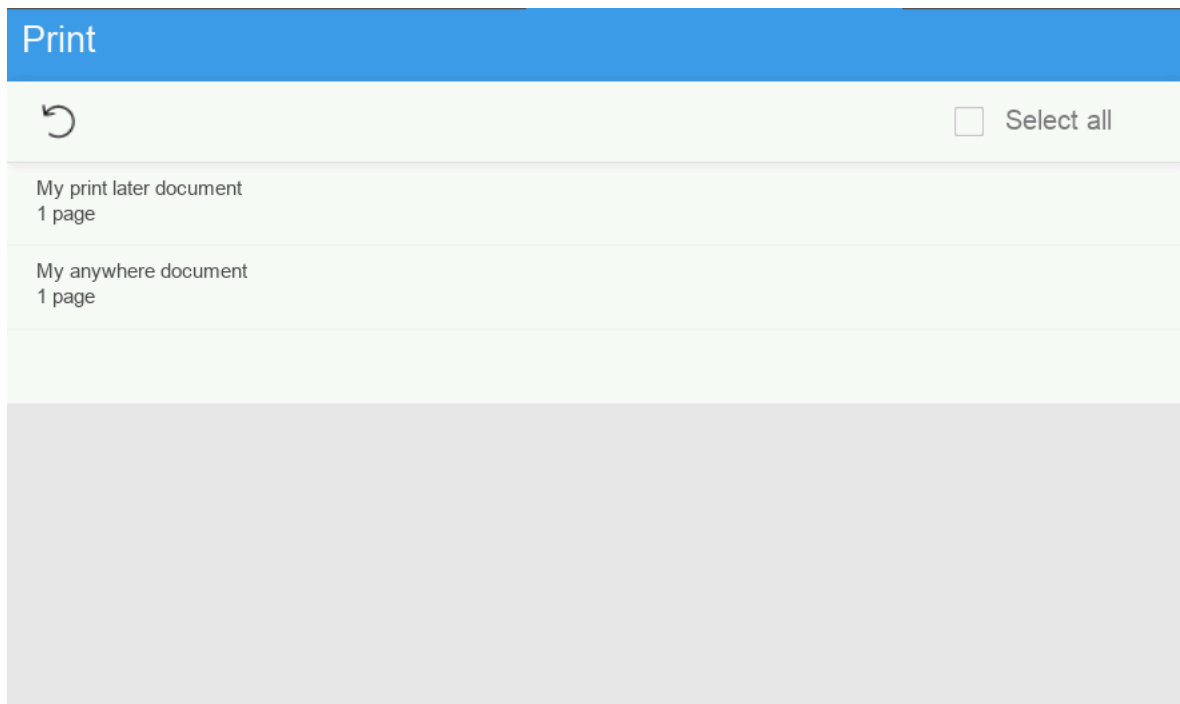 Print
Select all
My print later document
1 page
My anywhere document
1 page